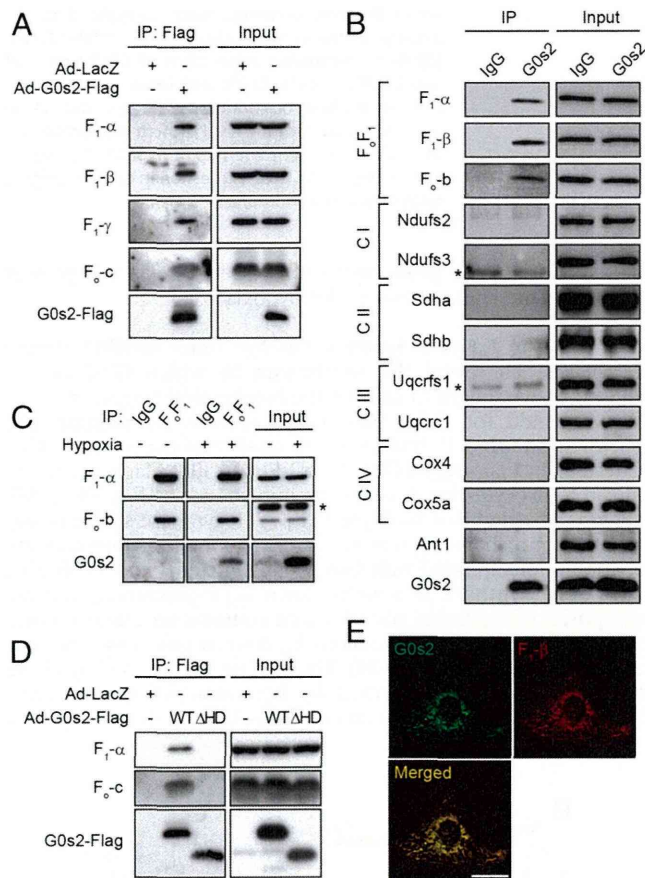 A
IP: Flag Input
Ad-LacZ + - + -
Ad-G0s2-Flag - + - +
F₁-α
F₁-β
F₁-γ
Fₒ-c
G0s2-Flag
B
IP Input
IgG G0s2 IgG G0s2
FₒF₁
F₁-α
F₁-β
Fₒ-b
C I
Ndufs2
Ndufs3
*
C II
Sdha
Sdhb
C III
Uqcrfs1
*
Uqcrc1
C IV
Cox4
Cox5a
Ant1
G0s2
C
IP: IgG FₒF₁ IgG FₒF₁ Input
Hypoxia - - + + - +
F₁-α
Fₒ-b
*
G0s2
D
IP: Flag Input
Ad-LacZ + - - + - -
Ad-G0s2-Flag - WT ΔHD - WT ΔHD
F₁-α
Fₒ-c
G0s2-Flag
E
G0s2 F₁-β
Merged